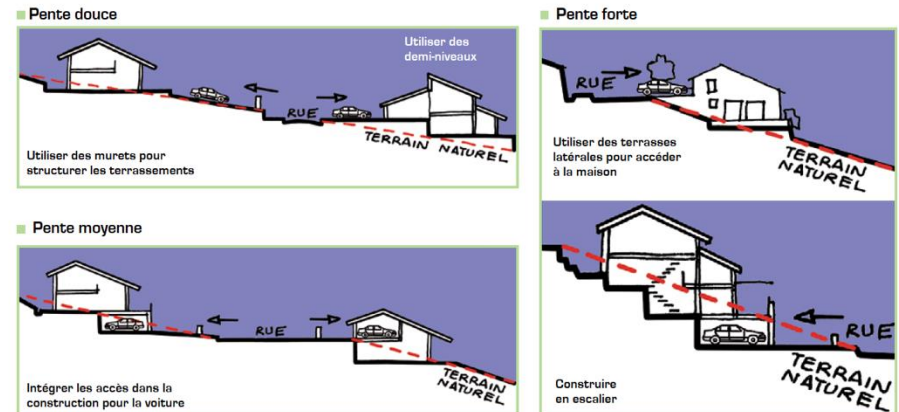 Pente douce
Utiliser des
demi-niveaux
RUE
TERRAIN NATUREL
Utiliser des murets pour
structurer les terrassements
Pente moyenne
RUE
TERRAIN
NATUREL
Intégrer les accès dans la
construction pour la voiture
Pente forte
RUE
Utiliser des terrasses
latérales pour accéder
à la maison
TERRAIN
NATUREL
RUE
TERRAIN
NATUREL
Construire
en escalier